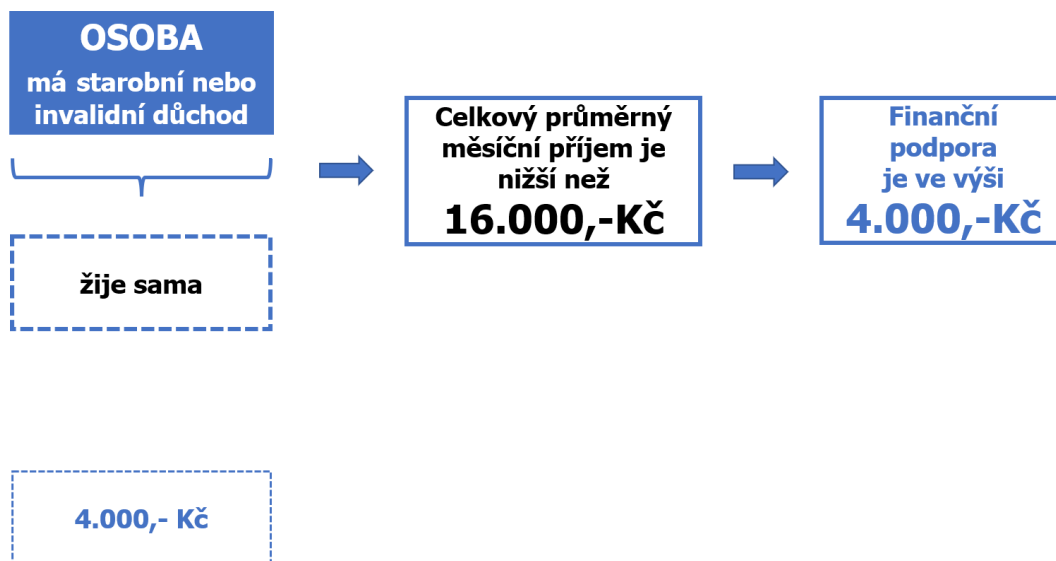 OSOBA
má starobní nebo
invalidní důchod
žije sama
Celkový průměrný
měsíční příjem je
nižší než
16.000,-Kč
Finanční
podpora
je ve výši
4.000,-Kč
4.000,- Kč